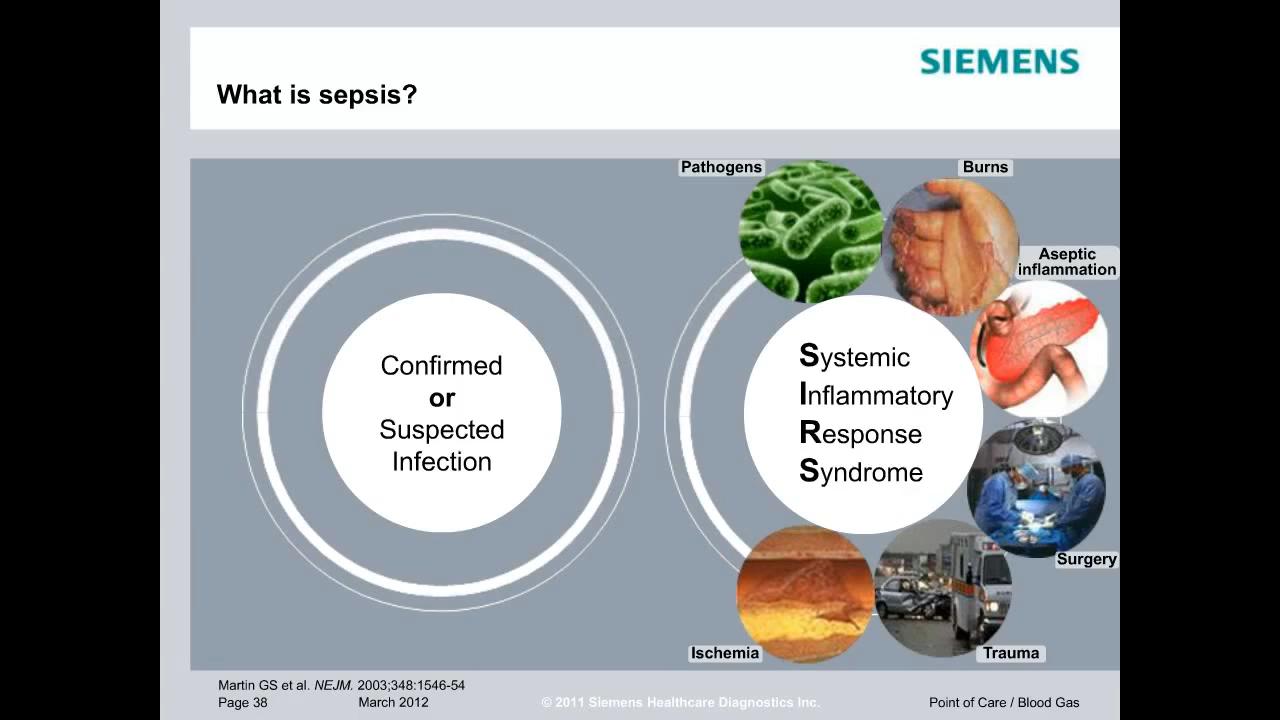 SIEMENS
What is sepsis?
Pathogens
Burns
Aseptic
inflammation
Confirmed
or
Suspected
Infection
Systemic
Inflammatory
Response
Syndrome
Surgery
Ischemia
Trauma
Martin GS et al. NEJM. 2003;348:1546-54
Page 38 March 2012 © 2011 Siemens Healthcare Diagnostics Inc. Point of Care / Blood Gas